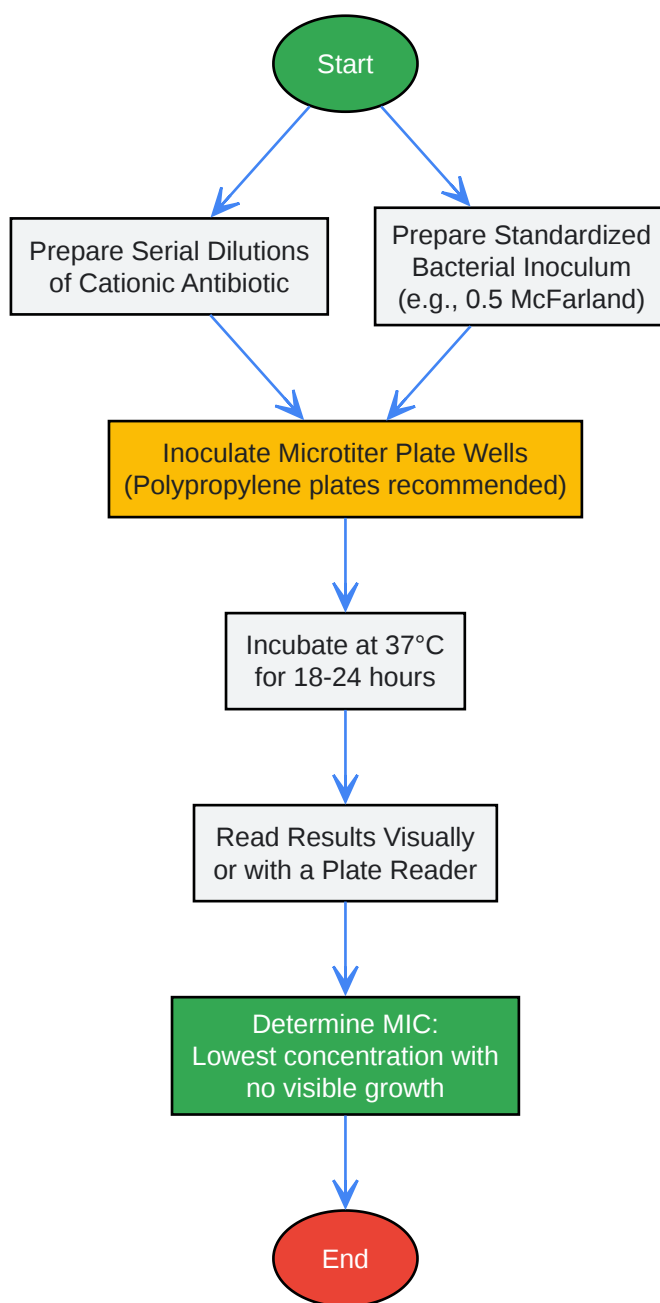 Start
Prepare Serial Dilutions
of Cationic Antibiotic
Prepare Standardized
Bacterial Inoculum
(e.g., 0.5 McFarland)
Inoculate Microtiter Plate Wells
(Polypropylene plates recommended)
Incubate at 37°C
for 18-24 hours
Read Results Visually
or with a Plate Reader
Determine MIC:
Lowest concentration with
no visible growth
End